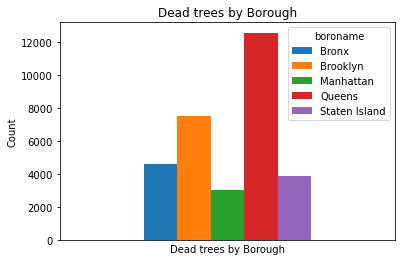 Dead trees by Borough
12000
10000
8000
6000
4000
2000
0
Count
boroname
Bronx
Brooklyn
Manhattan
Queens
Staten Island
Dead trees by Borough